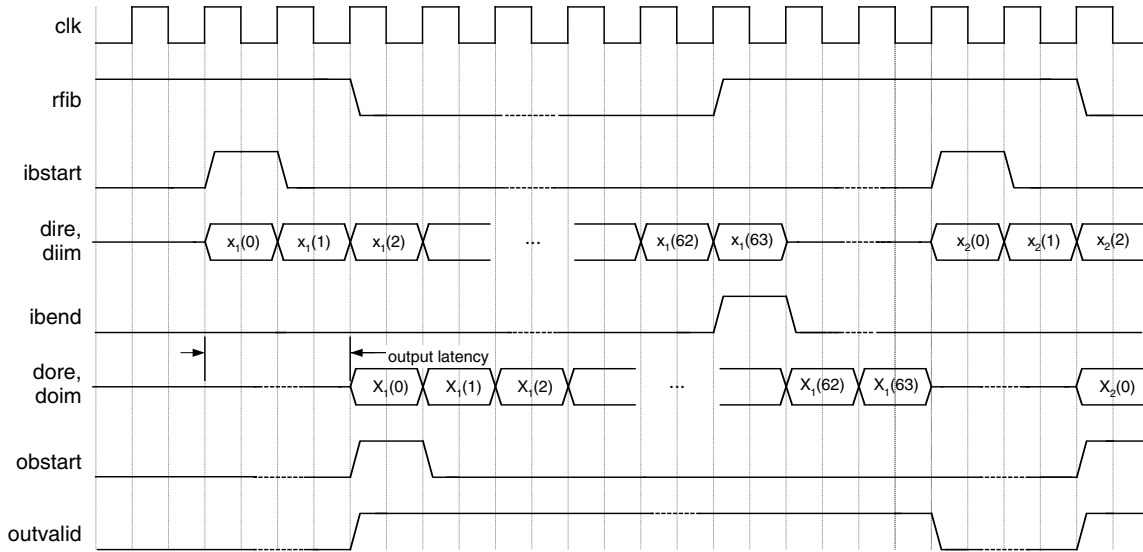 clk
rfib
ibstart
dire,
diim
x₁(0) x₁(1) x₁(2) ... x₁(62) x₁(63) x₂(0) x₂(1) x₂(2)
ibend
output latency
dore,
doim
X₁(0) X₁(1) X₁(2) ... X₁(62) X₁(63) X₂(0)
obstart
outvalid